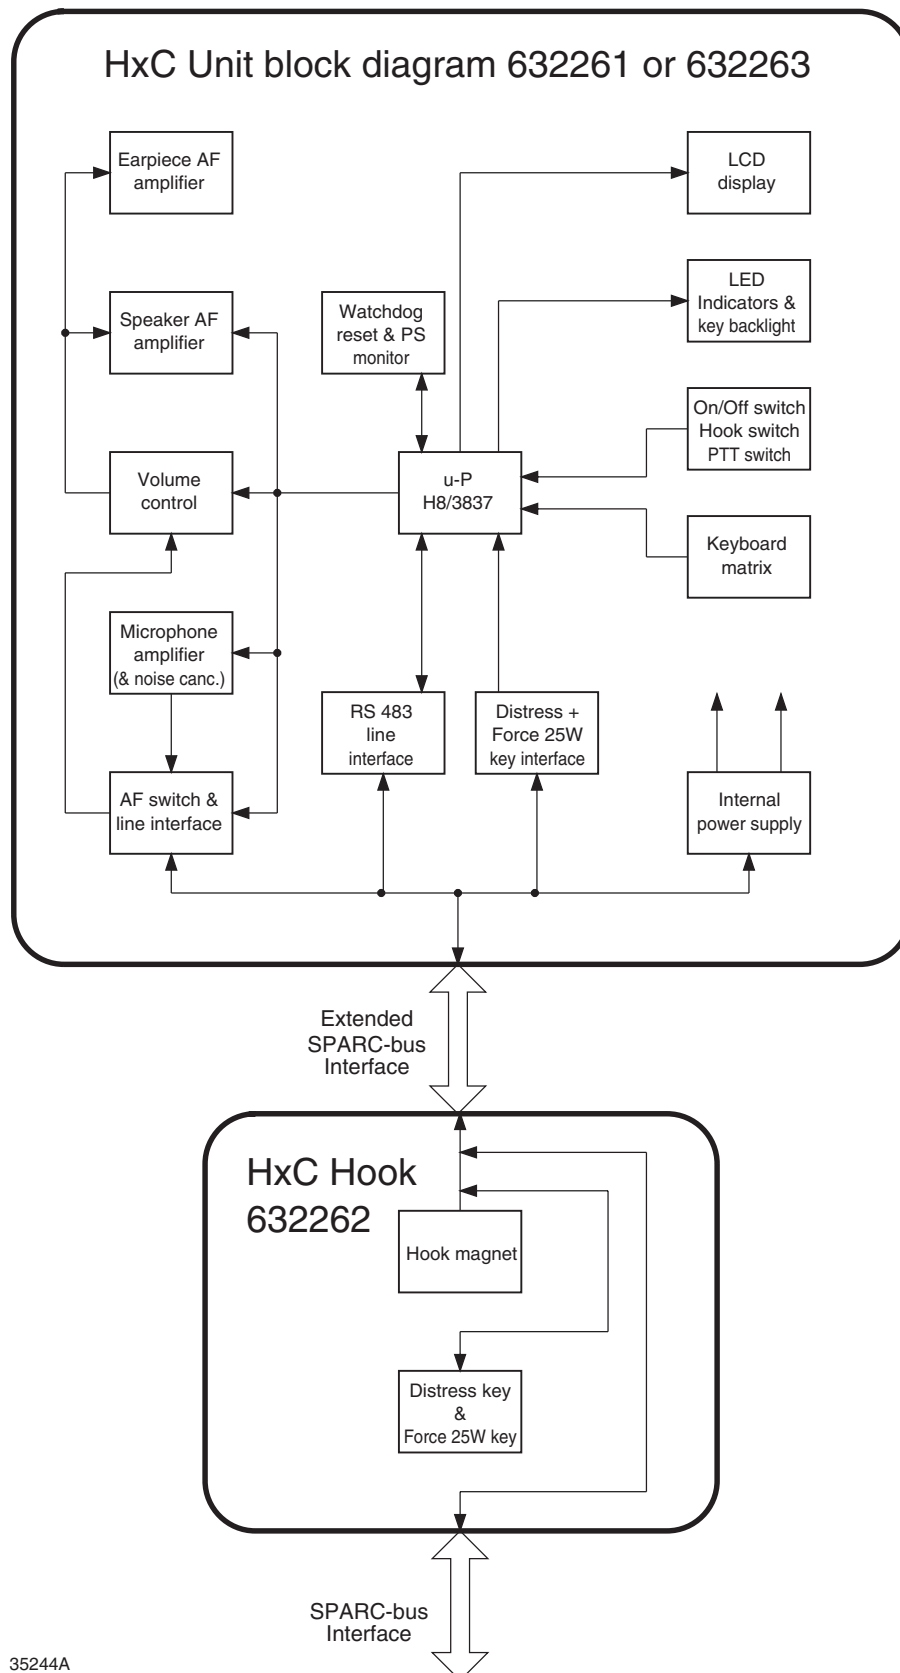 HxC Unit block diagram 632261 or 632263
Earpiece AF
amplifier
LCD
display
Speaker AF
amplifier
Watchdog
reset & PS
monitor
LED
Indicators &
key backlight
On/Off switch
Hook switch
PTT switch
Volume
control
u-P
H8/3837
Keyboard
matrix
Microphone
amplifier
(& noise canc.)
RS 483
line
interface
Distress +
Force 25W
key interface
AF switch &
line interface
Internal
power supply
Extended
SPARC-bus
Interface
HxC Hook
632262
Hook magnet
Distress key
&
Force 25W key
SPARC-bus
Interface
35244A